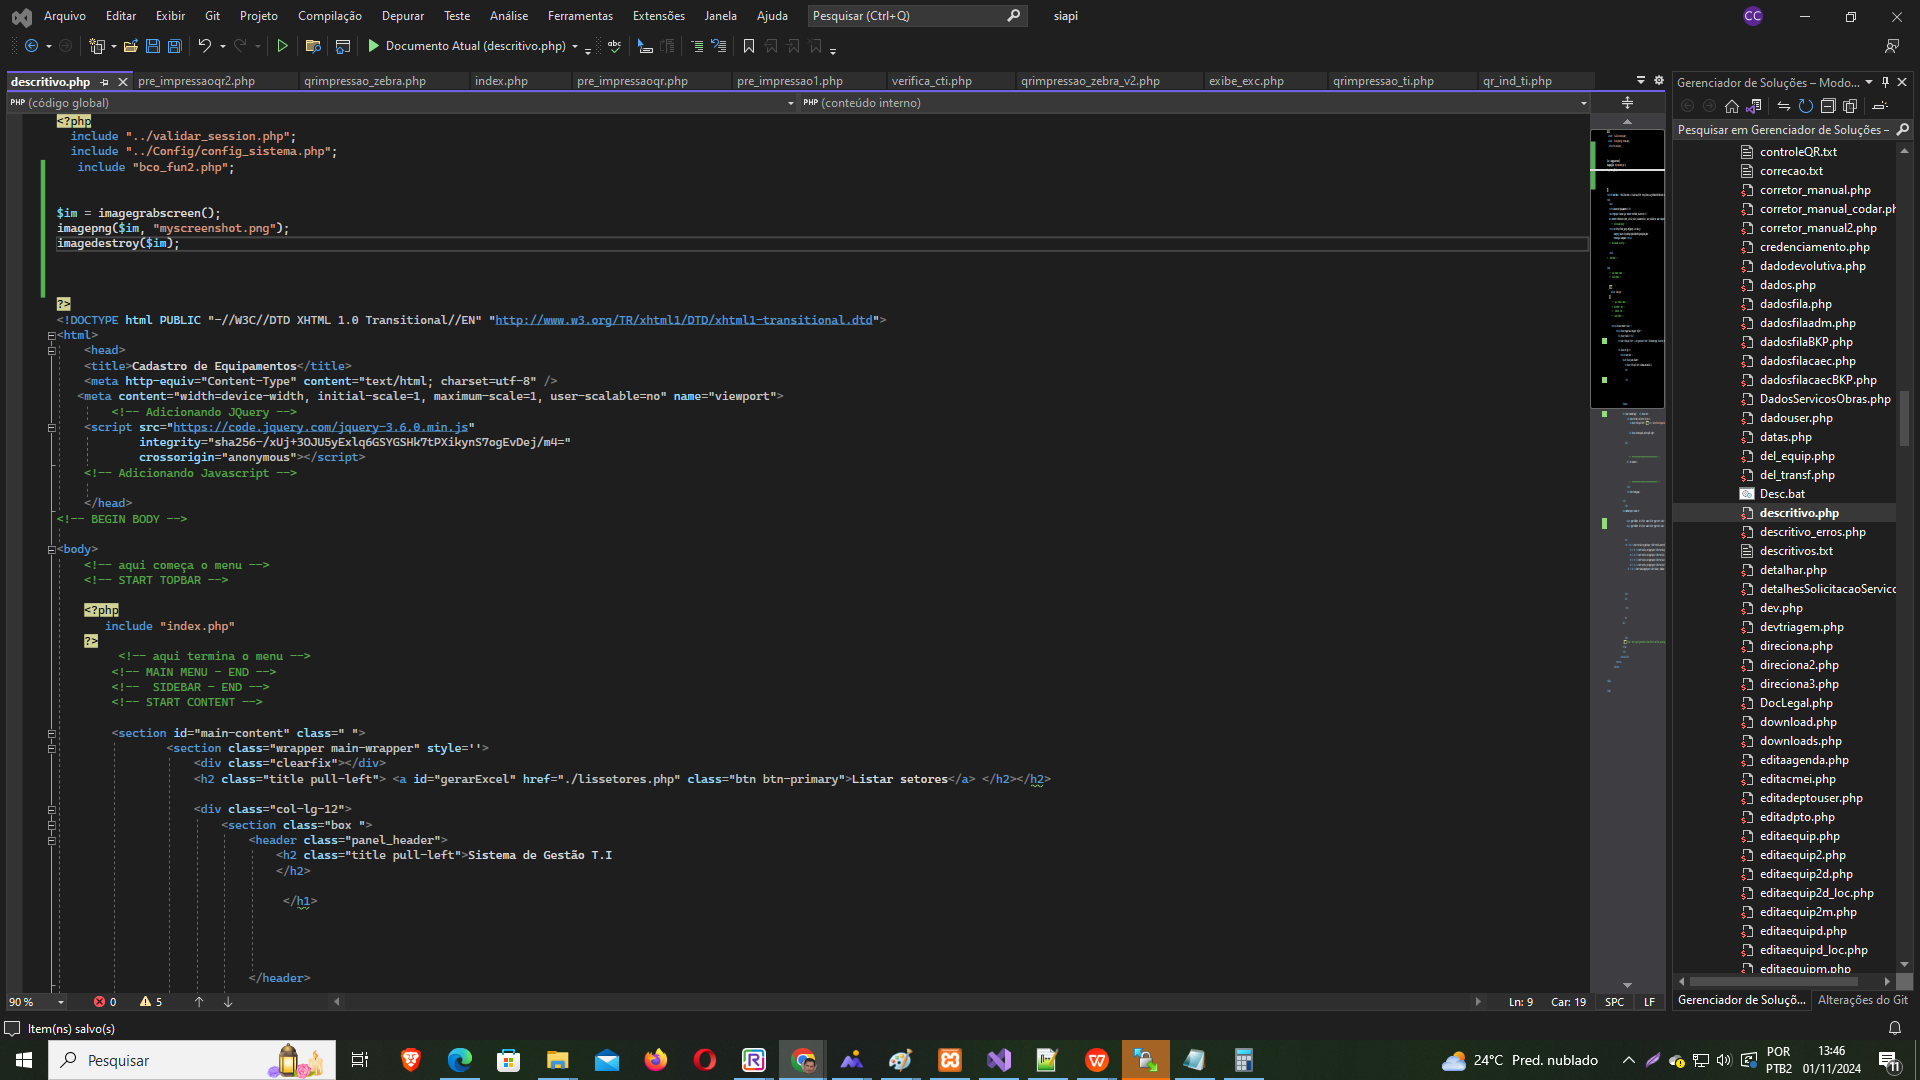 Arquivo Editar Exibir Git Projeto Compilação Depurar Teste Análise Ferramentas Extensões Janela Ajuda Pesquisar (Ctrl+Q) siapi CC
Documento Atual (descritivo.php)
descritivo.php pre_impressaoqr2.php qrimpressao_zebra.php index.php pre_impressaoqr.php pre_impressao1.php verifica_cti.php qrimpressao_zebra_v2.php exibe_exc.php qrimpressao_ti.php qr_ind_ti.php
PHP (código global) PHP (conteúdo interno)
<?php
include "../validar_session.php";
include "../Config/config_sistema.php";
include "bco_fun2.php";
$im = imagegrabscreen();
imagepng($im, "myscreenshot.png");
imagedestroy($im);
?>
<!DOCTYPE html PUBLIC "-//W3C//DTD XHTML 1.0 Transitional//EN" "http://www.w3.org/TR/xhtml1/DTD/xhtml1-transitional.dtd">
<html>
<head>
<title>Cadastro de Equipamentos</title>
<meta http-equiv="Content-Type" content="text/html; charset=utf-8" />
<meta content="width=device-width, initial-scale=1, maximum-scale=1, user-scalable=no" name="viewport">
<!-- Adicionando JQuery -->
<script src="https://code.jquery.com/jquery-3.6.0.min.js"
integrity="sha256-/xUj+3OJU5yExlq6GSYGSHk7tPXikynS7ogEvDej/m4="
crossorigin="anonymous"></script>
<!-- Adicionando Javascript -->
</head>
<!-- BEGIN BODY -->
<body>
<!-- aqui começa o menu -->
<!-- START TOPBAR -->
<?php
include "index.php"
?>
<!-- aqui termina o menu -->
<!-- MAIN MENU - END -->
<!--  SIDEBAR - END -->
<!-- START CONTENT -->
<section id="main-content" class=" ">
<section class="wrapper main-wrapper" style=''>
<div class="clearfix"></div>
<h2 class="title pull-left"> <a id="gerarExcel" href="./lissetores.php" class="btn btn-primary">Listar setores</a> </h2></h2>
<div class="col-lg-12">
<section class="box ">
<header class="panel_header">
<h2 class="title pull-left">Sistema de Gestão T.I
</h2>
</h1>
</header>
90 % 0 5 Ln: 9 Car: 19 SPC LF
Gerenciador de Soluções – Modo...
Pesquisar em Gerenciador de Soluções –
controleQR.txt
correcao.txt
corretor_manual.php
corretor_manual_codar.ph
corretor_manual2.php
credenciamento.php
dadodevolutiva.php
dados.php
dadosfila.php
dadosfilaadm.php
dadosfilaBKP.php
dadosfilacaec.php
dadosfilacaecBKP.php
DadosServicosObras.php
dadouser.php
datas.php
del_equip.php
del_transf.php
Desc.bat
descritivo.php
descritivo_erros.php
descritivos.txt
detalhar.php
detalhesSolicitacaoServicc
dev.php
devtriagem.php
direciona.php
direciona2.php
direciona3.php
DocLegal.php
download.php
downloads.php
editaagenda.php
editacmei.php
editadeptouser.php
editadpto.php
editaequip.php
editaequip2.php
editaequip2d.php
editaequip2d_loc.php
editaequip2m.php
editaequipd.php
editaequipd_loc.php
editaequipm.php
Gerenciador de Soluçõ... Alterações do Git
Item(ns) salvo(s)
Pesquisar 24°C Pred. nublado POR PTB2 13:46 01/11/2024 11